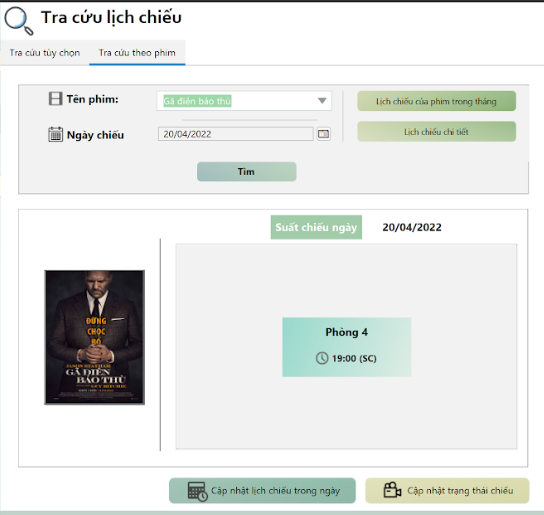 Tra cứu lịch chiếu
Tra cứu tùy chọn Tra cứu theo phim
Tên phim: Gã điên báo thù Lịch chiếu của phim trong tháng
Ngày chiếu 20/04/2022 Lịch chiếu chi tiết
Tìm
Suất chiếu ngày 20/04/2022
ĐỪNG
CHỌC
BỐ
JASON STATHAM
GÃ ĐIÊN
BÁO THÙ
Phòng 4
19:00 (SC)
Cập nhật lịch chiếu trong ngày Cập nhật trạng thái chiếu